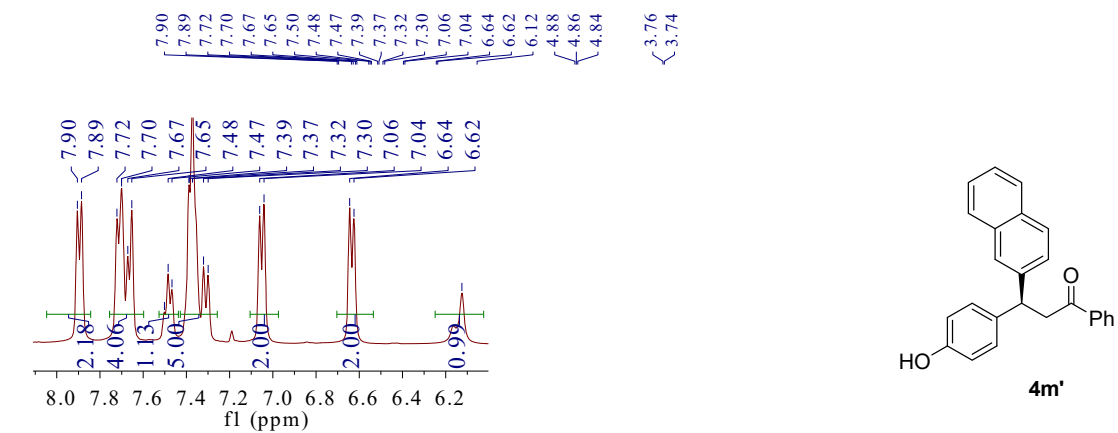 7.90 7.89 7.72 7.70 7.67 7.65 7.50 7.48 7.47 7.39 7.37 7.32 7.30 7.06 7.04 6.64 6.62 6.12 4.88 4.86 4.84 3.76 3.74
7.90 7.89 7.72 7.70 7.67 7.65 7.48 7.47 7.39 7.37 7.32 7.30 7.06 7.04 6.64 6.62
2.18 4.06 1.13 5.00 2.00 2.00 0.99
8.0 7.8 7.6 7.4 7.2 7.0 6.8 6.6 6.4 6.2
f1 (ppm)
O
Ph
HO
4m'